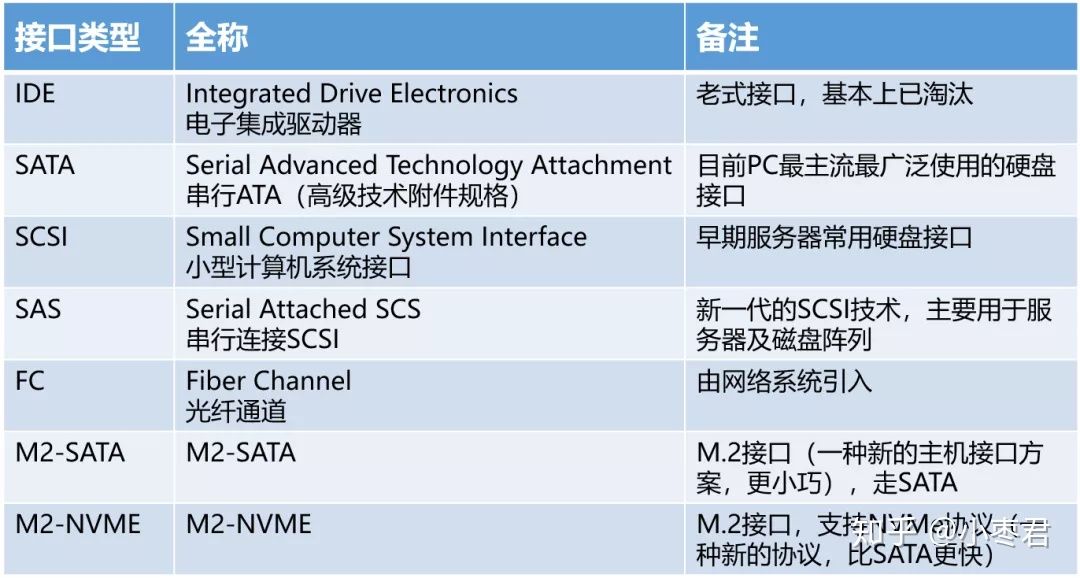 接口类型
全称
备注
IDE
Integrated Drive Electronics
电子集成驱动器
老式接口，基本上已淘汰
SATA
Serial Advanced Technology Attachment
串行ATA（高级技术附件规格）
目前PC最主流最广泛使用的硬盘
接口
SCSI
Small Computer System Interface
小型计算机系统接口
早期服务器常用硬盘接口
SAS
Serial Attached SCS
串行连接SCSI
新一代的SCSI技术，主要用于服
务器及磁盘阵列
FC
Fiber Channel
光纤通道
由网络系统引入
M2-SATA
M2-SATA
M.2接口（一种新的主机接口方
案，更小巧），走SATA
M2-NVME
M2-NVME
M.2接口，支持NVMe协议（
种新的协议，比SATA更快）
知乎 @小枣君